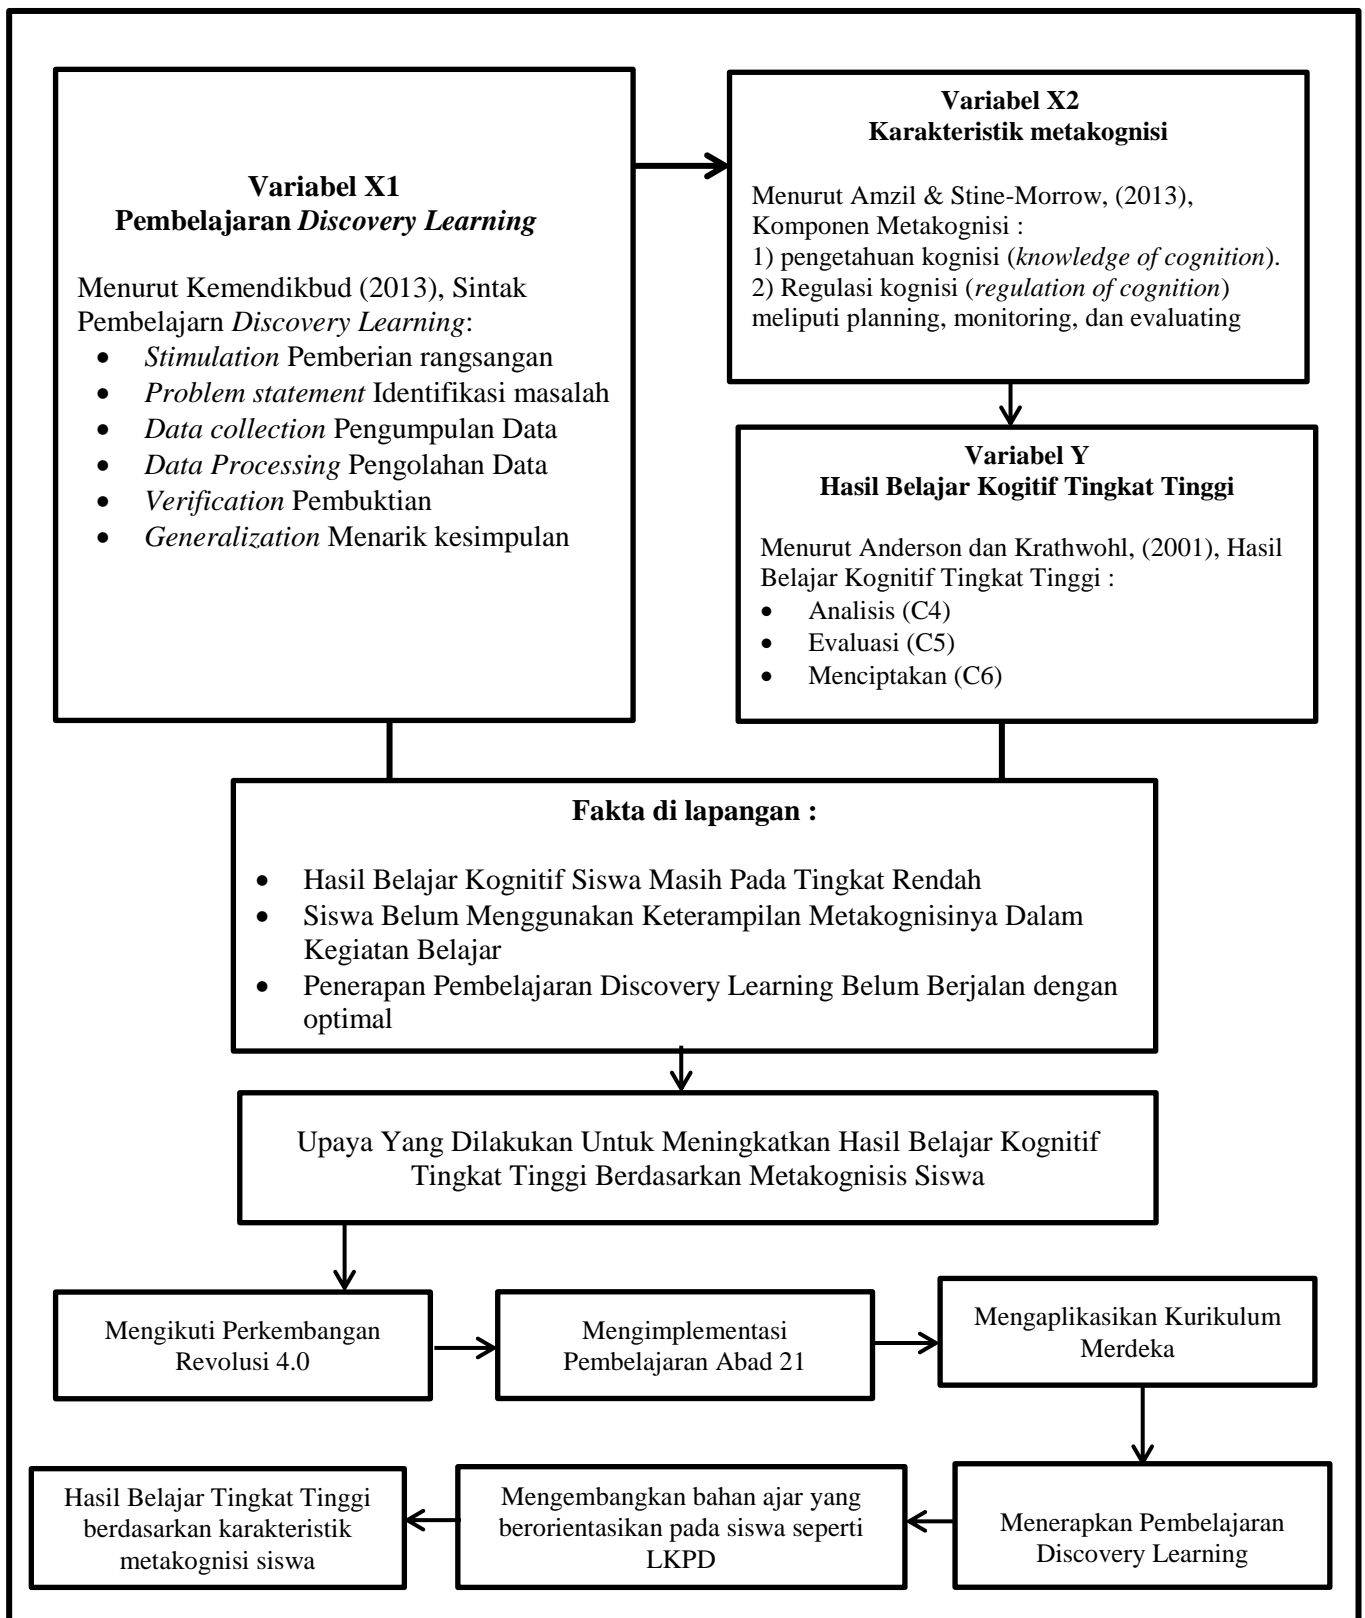 Variabel X1
Pembelajaran Discovery Learning
Menurut Kemendikbud (2013), Sintak
Pembelajarn Discovery Learning:
• Stimulation Pemberian rangsangan
• Problem statement Identifikasi masalah
• Data collection Pengumpulan Data
• Data Processing Pengolahan Data
• Verification Pembuktian
• Generalization Menarik kesimpulan
Variabel X2
Karakteristik metakognisi
Menurut Amzil & Stine-Morrow, (2013),
Komponen Metakognisi :
1) pengetahuan kognisi (knowledge of cognition).
2) Regulasi kognisi (regulation of cognition)
meliputi planning, monitoring, dan evaluating
Variabel Y
Hasil Belajar Kogitif Tingkat Tinggi
Menurut Anderson dan Krathwohl, (2001), Hasil
Belajar Kognitif Tingkat Tinggi :
• Analisis (C4)
• Evaluasi (C5)
• Menciptakan (C6)
Fakta di lapangan :
• Hasil Belajar Kognitif Siswa Masih Pada Tingkat Rendah
• Siswa Belum Menggunakan Keterampilan Metakognisinya Dalam
Kegiatan Belajar
• Penerapan Pembelajaran Discovery Learning Belum Berjalan dengan
optimal
Upaya Yang Dilakukan Untuk Meningkatkan Hasil Belajar Kognitif
Tingkat Tinggi Berdasarkan Metakognisis Siswa
Mengikuti Perkembangan
Revolusi 4.0
Mengimplementasi
Pembelajaran Abad 21
Mengaplikasikan Kurikulum
Merdeka
Menerapkan Pembelajaran
Discovery Learning
Mengembangkan bahan ajar yang
berorientasikan pada siswa seperti
LKPD
Hasil Belajar Tingkat Tinggi
berdasarkan karakteristik
metakognisi siswa